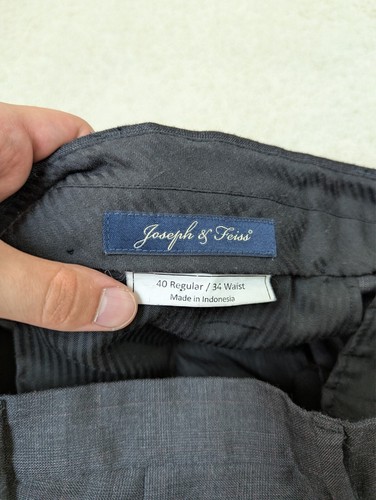 Joseph & Feiss®
40 Regular / 34 Waist
Made in Indonesia